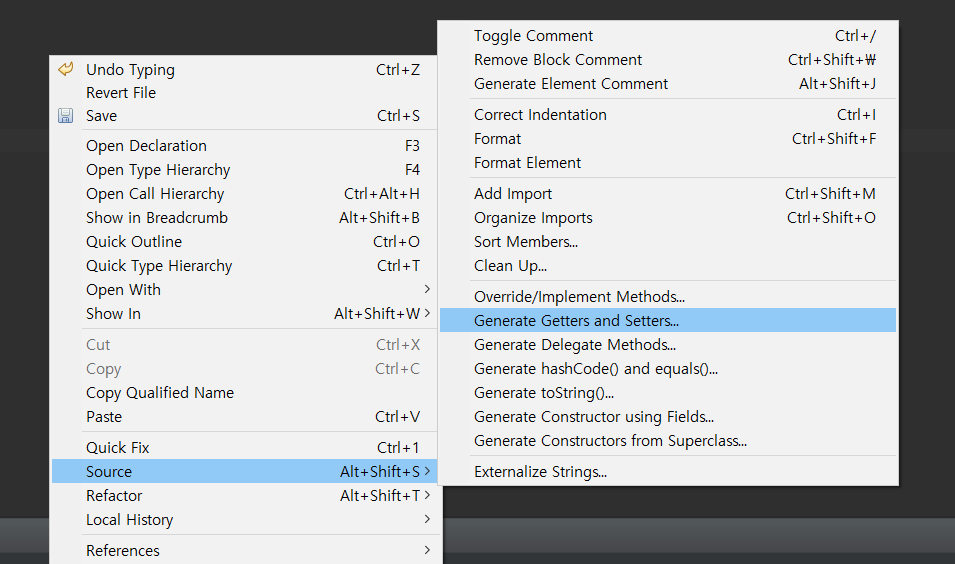 Undo Typing Ctrl+Z
Revert File
Save Ctrl+S
Open Declaration F3
Open Type Hierarchy F4
Open Call Hierarchy Ctrl+Alt+H
Show in Breadcrumb Alt+Shift+B
Quick Outline Ctrl+O
Quick Type Hierarchy Ctrl+T
Open With >
Show In Alt+Shift+W >
Cut Ctrl+X
Copy Ctrl+C
Copy Qualified Name
Paste Ctrl+V
Quick Fix Ctrl+1
Source Alt+Shift+S >
Refactor Alt+Shift+T >
Local History >
References >
Toggle Comment Ctrl+/
Remove Block Comment Ctrl+Shift+₩
Generate Element Comment Alt+Shift+J
Correct Indentation Ctrl+I
Format Ctrl+Shift+F
Format Element
Add Import Ctrl+Shift+M
Organize Imports Ctrl+Shift+O
Sort Members...
Clean Up...
Override/Implement Methods...
Generate Getters and Setters...
Generate Delegate Methods...
Generate hashCode() and equals()...
Generate toString()...
Generate Constructor using Fields...
Generate Constructors from Superclass...
Externalize Strings...